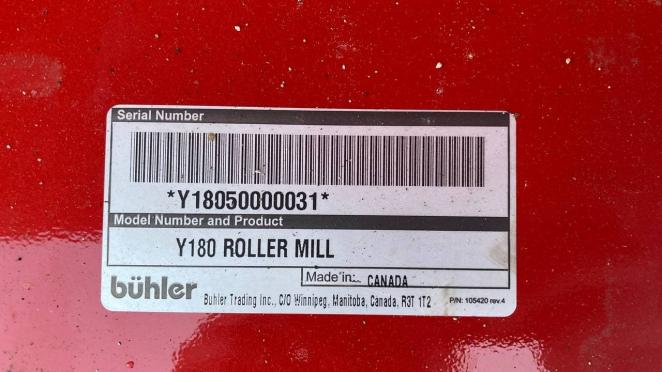 Serial Number
*Y18050000031*
Model Number and Product
Y180 ROLLER MILL
Made in: CANADA
bühler
Buhler Trading Inc., C/O Winnipeg, Manitoba, Canada, R3T 1T2
P/N: 105420 rev.4